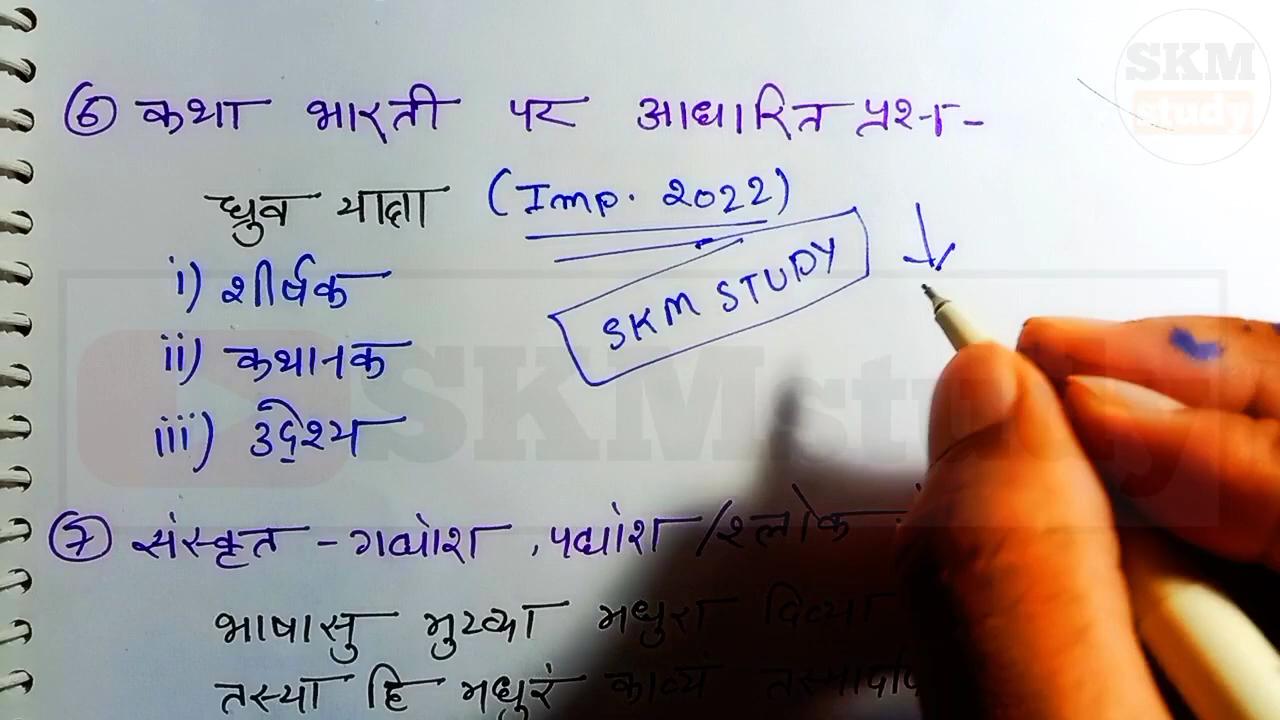 SKM
study
⑥ कथा भारती पर आधारित प्रश्न-
ध्रुव यात्रा (Imp. 2022)
SKM STUDY
i) शीर्षक
ii) कथानक
iii) उद्देश्य
SKMstudy
⑦ संस्कृत - गद्यांश, पद्यांश/श्लोक
भाषासु मुख्या मधुरा दिव्या
तस्या हि मधुरं काव्यं